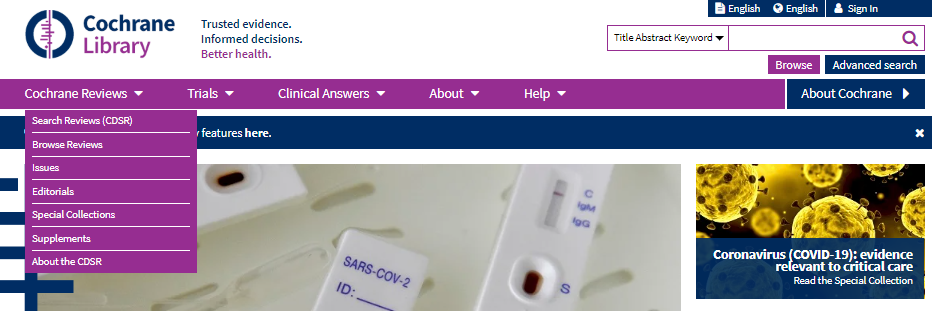 English
English
Sign In
Cochrane
Library
Trusted evidence.
Informed decisions.
Better health.
Title Abstract Keyword
Browse
Advanced search
Cochrane Reviews
Trials
Clinical Answers
About
Help
About Cochrane
Search Reviews (CDSR)
Browse Reviews
Issues
Editorials
Special Collections
Supplements
About the CDSR
features here.
C
IgM
IgG
S
SARS-COV-2
ID:
Coronavirus (COVID-19): evidence
relevant to critical care
Read the Special Collection